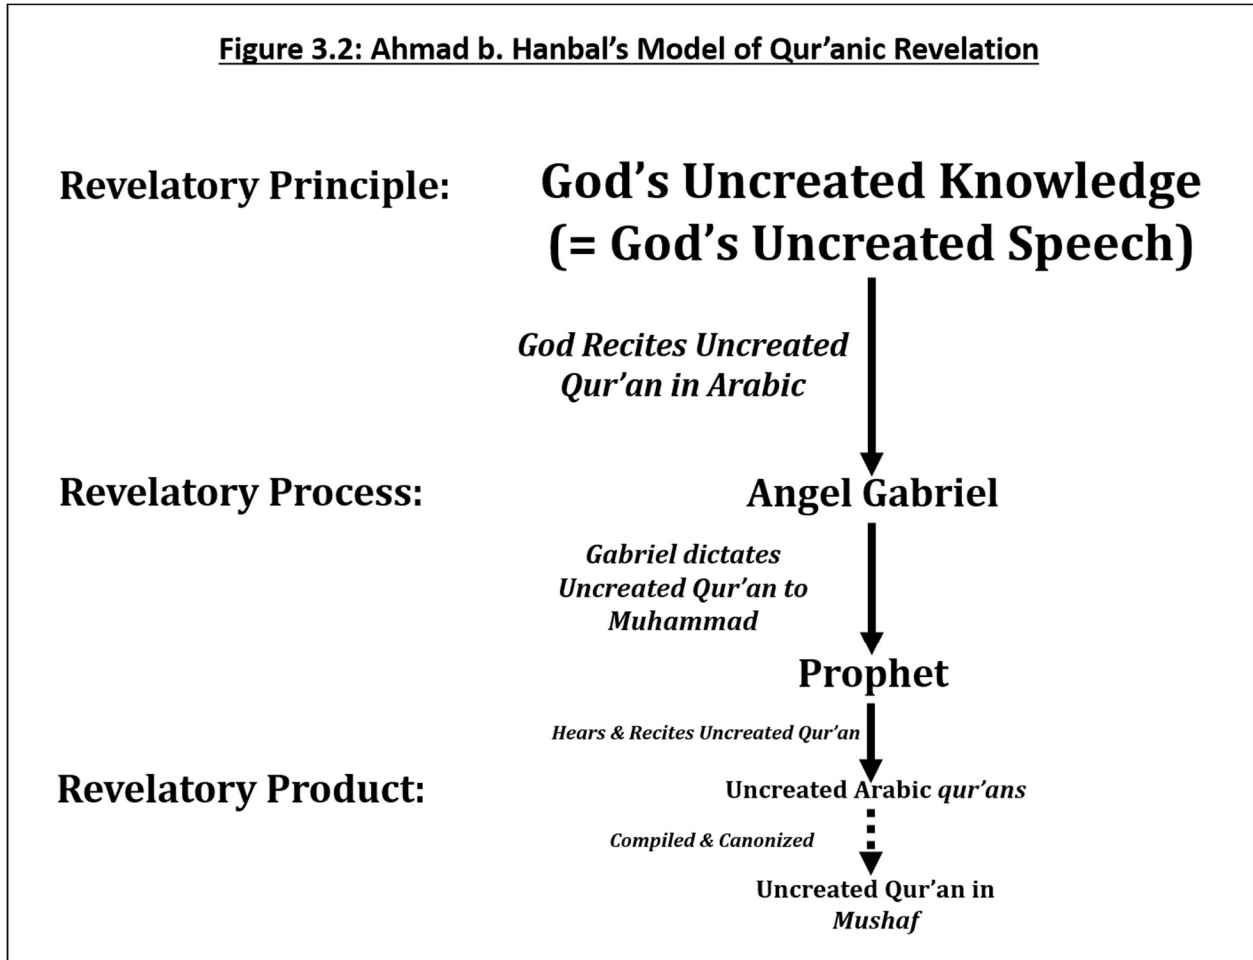 Figure 3.2: Ahmad b. Hanbal’s Model of Qur’anic Revelation
Revelatory Principle:
God’s Uncreated Knowledge
(= God’s Uncreated Speech)
God Recites Uncreated
Qur’an in Arabic
Revelatory Process:
Angel Gabriel
Gabriel dictates
Uncreated Qur’an to
Muhammad
Prophet
Hears & Recites Uncreated Qur’an
Revelatory Product:
Uncreated Arabic qur’ans
Compiled & Canonized
Uncreated Qur’an in
Mushaf